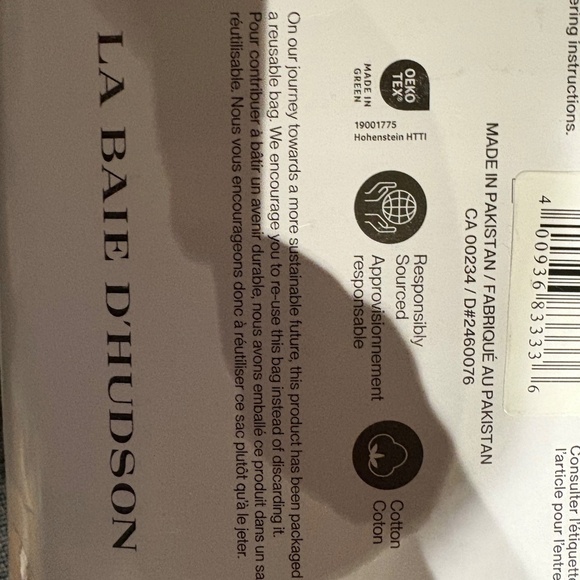 ering instructions.
Consulter l'étiquett
l'article pour l'entre
4 00936 83333 6
MADE IN PAKISTAN / FABRIQUÉ AU PAKISTAN
CA 00234 / D#2460076
OEKO
TEX®
MADE IN
GREEN
19001775
Hohenstein HTTI
Responsibly
Sourced
Approvisionnement
responsable
Cotton
Coton
On our journey towards a more sustainable future, this product has been packaged
a reusable bag. We encourage you to re-use this bag instead of discarding it.
Pour contribuer à bâtir un avenir durable, nous avons emballé ce produit dans un sa
réutilisable. Nous vous encourageons donc à réutiliser ce sac plutôt qu'à le jeter.
LA BAIE D'HUDSON